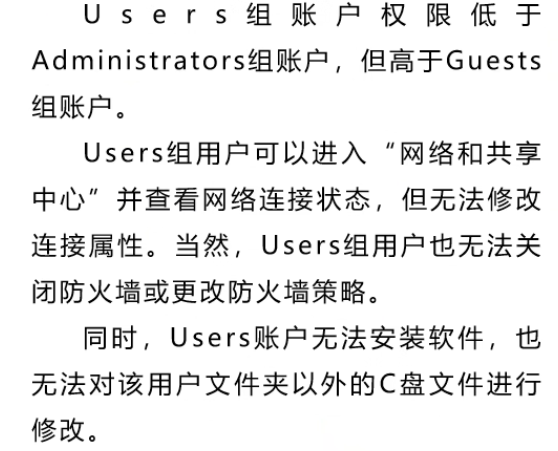 Users组账户权限低于
Administrators组账户，但高于Guests
组账户。
Users组用户可以进入“网络和共享
中心”并查看网络连接状态，但无法修改
连接属性。当然，Users组用户也无法关
闭防火墙或更改防火墙策略。
同时，Users账户无法安装软件，也
无法对该用户文件夹以外的C盘文件进行
修改。